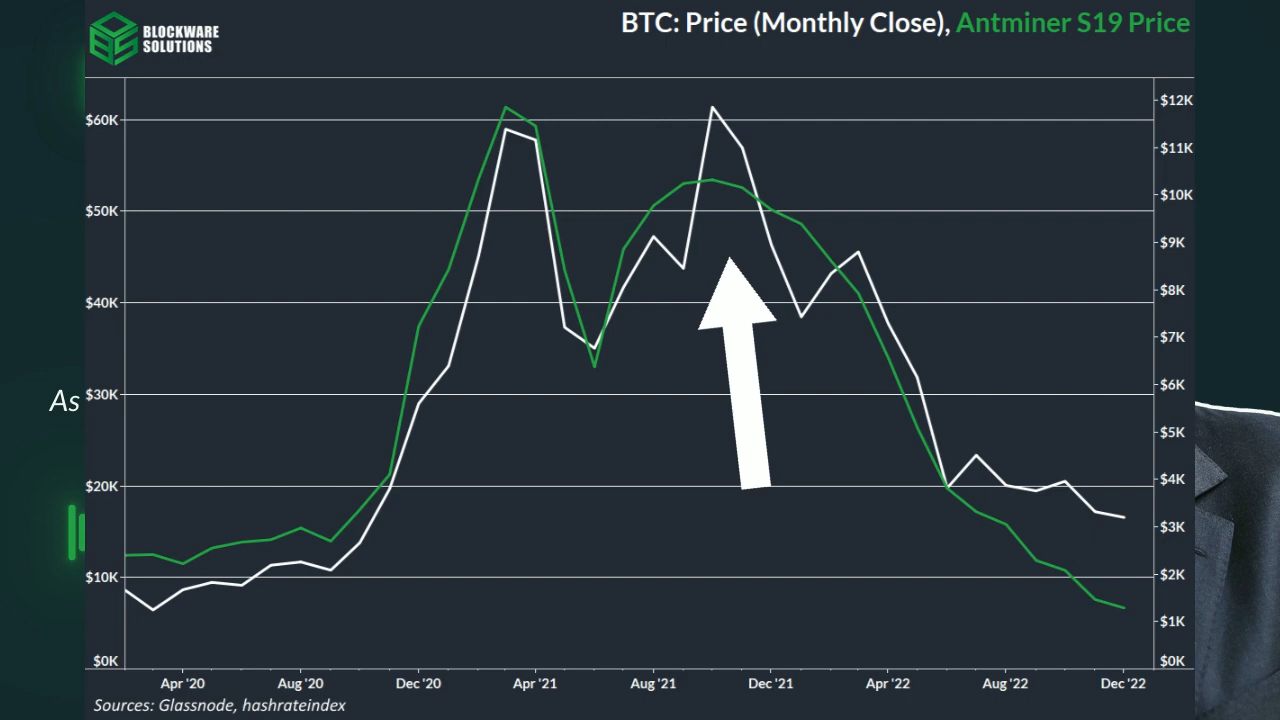 BLOCKWARE
SOLUTIONS
BTC: Price (Monthly Close), Antminer S19 Price
$60K
$50K
$40K
$30K
$20K
$10K
$0K
$12K
$11K
$10K
$9K
$8K
$7K
$6K
$5K
$4K
$3K
$2K
$1K
$0K
As
Apr '20 Aug '20 Dec '20 Apr '21 Aug '21 Dec '21 Apr '22 Aug '22 Dec '22
Sources: Glassnode, hashrateindex